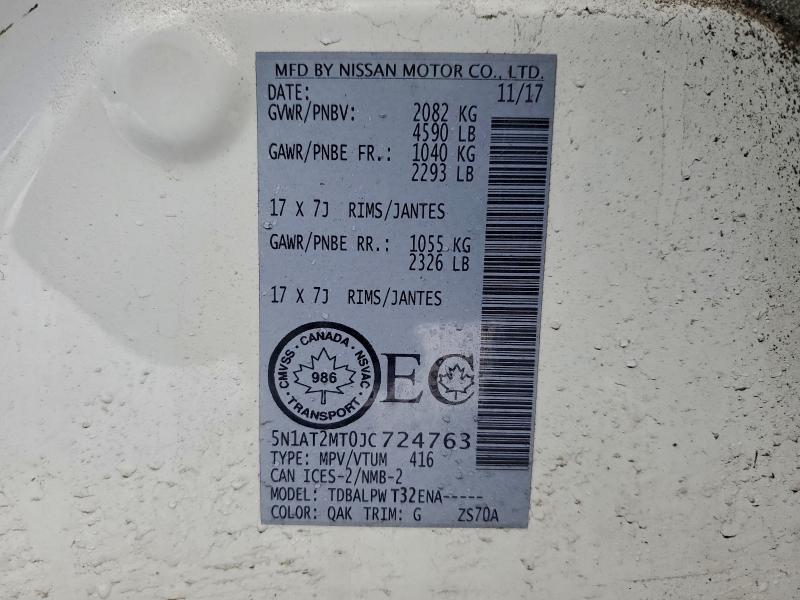 MFD BY NISSAN MOTOR CO., LTD.
DATE: 11/17
GVWR/PNBV: 2082 KG
4590 LB
GAWR/PNBE FR.: 1040 KG
2293 LB
17 X 7J RIMS/JANTES
GAWR/PNBE RR.: 1055 KG
2326 LB
17 X 7J RIMS/JANTES
CMVSS · CANADA · NSVAC · TRANSPORT ·
986
EC
5N1AT2MT0JC724763
TYPE: MPV/VTUM 416
CAN ICES-2/NMB-2
MODEL: TDBALPW T32ENA-----
COLOR: QAK TRIM: G ZS70A